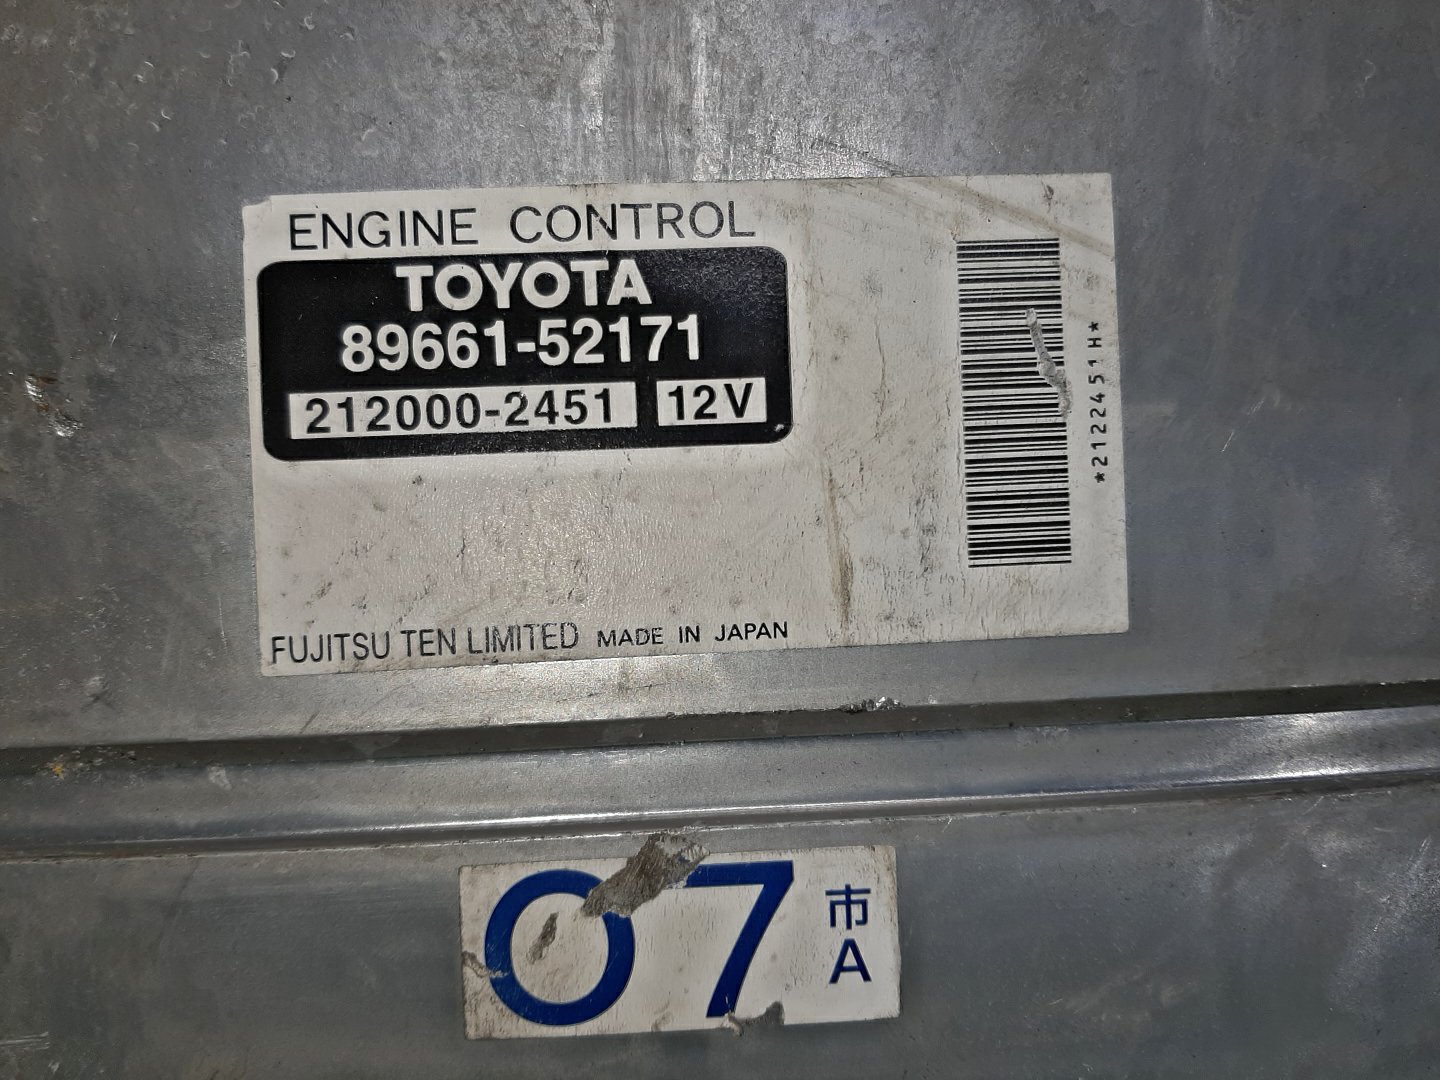 ENGINE CONTROL
TOYOTA
89661-52171
212000-2451 12V
*2122451H*
FUJITSU TEN LIMITED MADE IN JAPAN
07 市
A